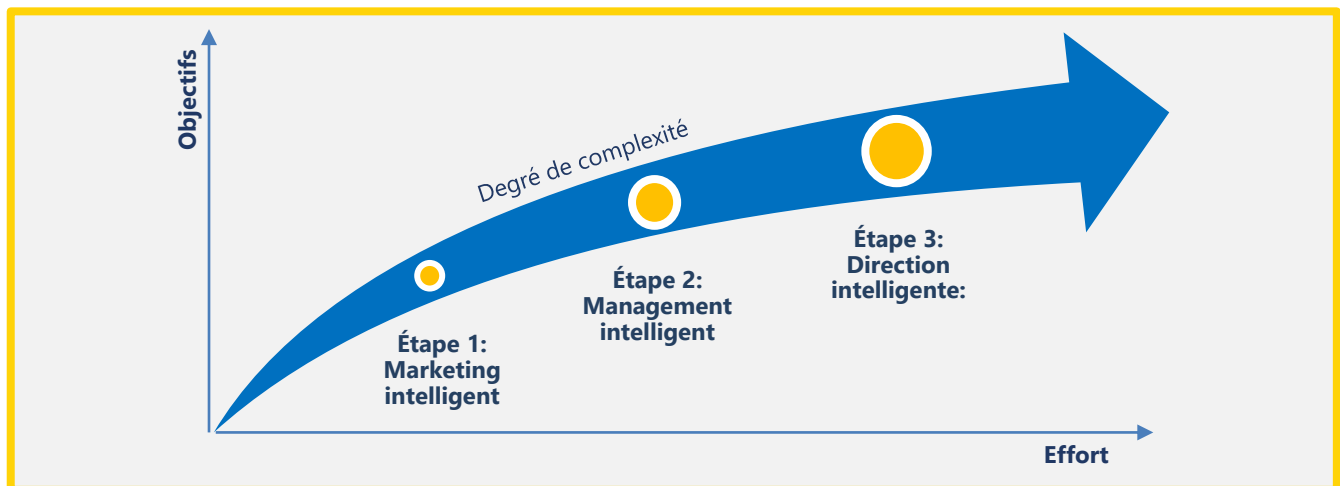 Objectifs
Degré de complexité
Étape 1:
Marketing
intelligent
Étape 2:
Management
intelligent
Étape 3:
Direction
intelligente:
Effort